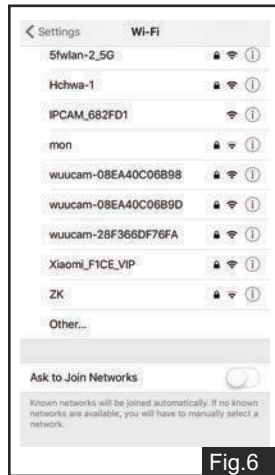 Settings Wi-Fi
5fwlan-2_5G
Hchwa-1
IPCAM_682FD1
mon
wuucam-08EA40C06B98
wuucam-08EA40C06B9D
wuucam-28F366DF76FA
Xiaomi_F1CE_VIP
ZK
Other...
Ask to Join Networks
Known networks will be joined automatically. If no known
networks are available, you will have to manually select a
network.
Fig.6